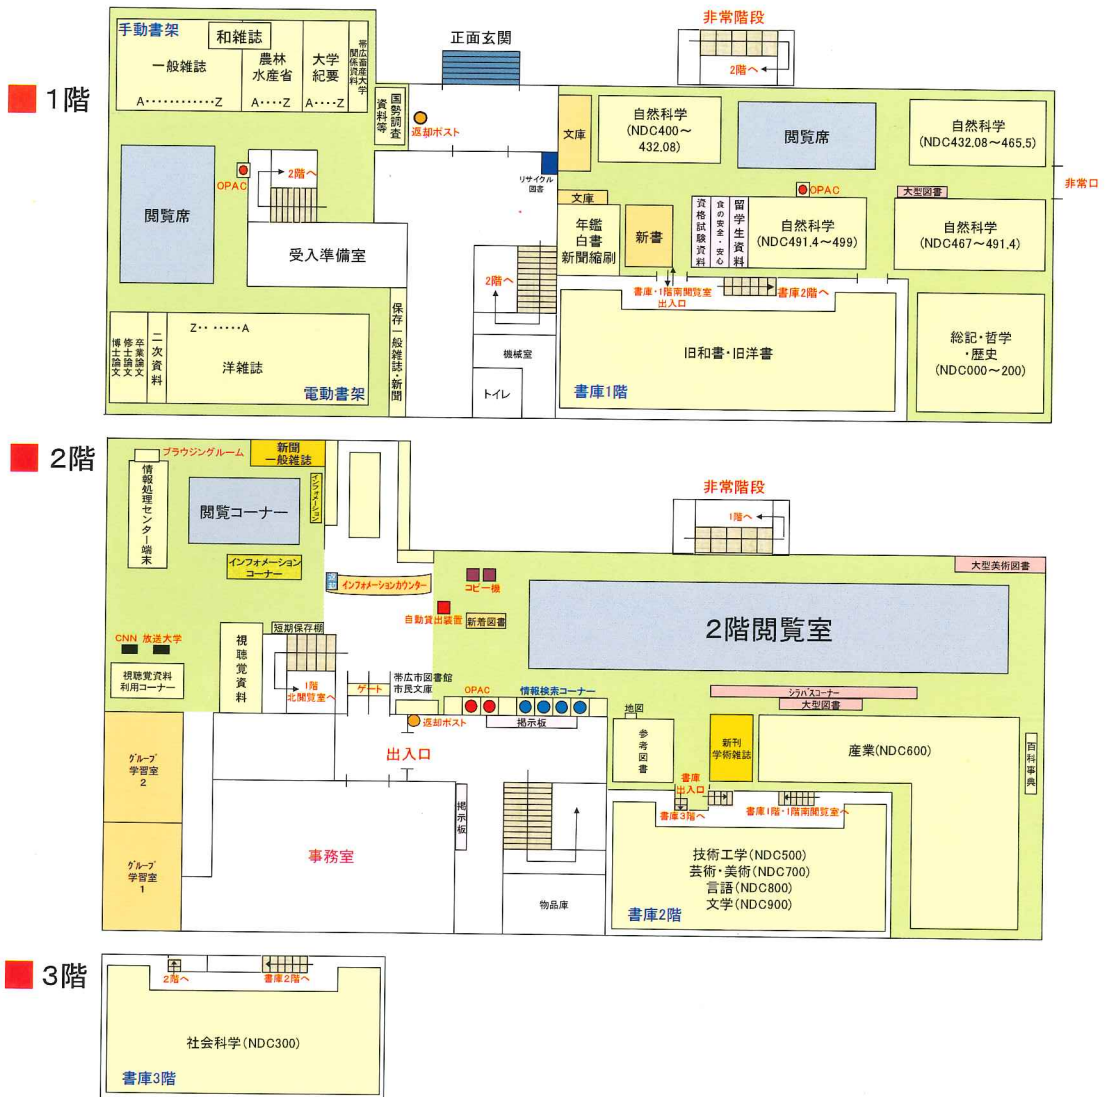 1階
手動書架
和雑誌
一般雑誌
A‥‥‥‥‥‥Z
農林
水産省
A‥‥Z
大学
紀要
A‥‥Z
帯広畜産大学
関係資料
国勢調査
資料等
正面玄関
返却ポスト
リサイクル
図書
非常階段
2階へ
文庫
自然科学
(NDC400～
432.08)
閲覧席
自然科学
(NDC432.08～465.5)
非常口
OPAC
大型図書
文庫
年鑑
白書
新聞縮刷
新書
資格試験資料
食の安全・安心
留学生資料
自然科学
(NDC491.4～499)
自然科学
(NDC467～491.4)
閲覧席
OPAC
2階へ
受入準備室
2階へ
機械室
トイレ
書庫・1階南閲覧室
出入口
書庫2階へ
旧和書・旧洋書
書庫1階
総記・哲学
・歴史
(NDC000～200)
卒業論文
修士論文
博士論文
二次資料
Z‥‥‥‥A
洋雑誌
電動書架
保存一般雑誌・新聞
2階
ブラウジングルーム
新聞
一般雑誌
情報処理センター端末
閲覧コーナー
インフォメーション
インフォメーション
コーナー
返却
インフォメーションカウンター
コピー機
自動貸出装置
新着図書
非常階段
1階へ
大型美術図書
2階閲覧室
CNN 放送大学
視聴覚資料
利用コーナー
視聴覚資料
短期保存棚
1階
北閲覧室へ
ゲート
帯広市図書館
市民文庫
返却ポスト
OPAC
情報検索コーナー
掲示板
出入口
シラバスコーナー
大型図書
地図
参考図書
新刊
学術雑誌
産業(NDC600)
百科事典
書庫
出入口
書庫3階へ
書庫1階・1階南閲覧室へ
グループ
学習室
2
グループ
学習室
1
事務室
掲示板
物品庫
技術工学(NDC500)
芸術・美術(NDC700)
言語(NDC800)
文学(NDC900)
書庫2階
3階
2階へ
書庫2階へ
社会科学(NDC300)
書庫3階